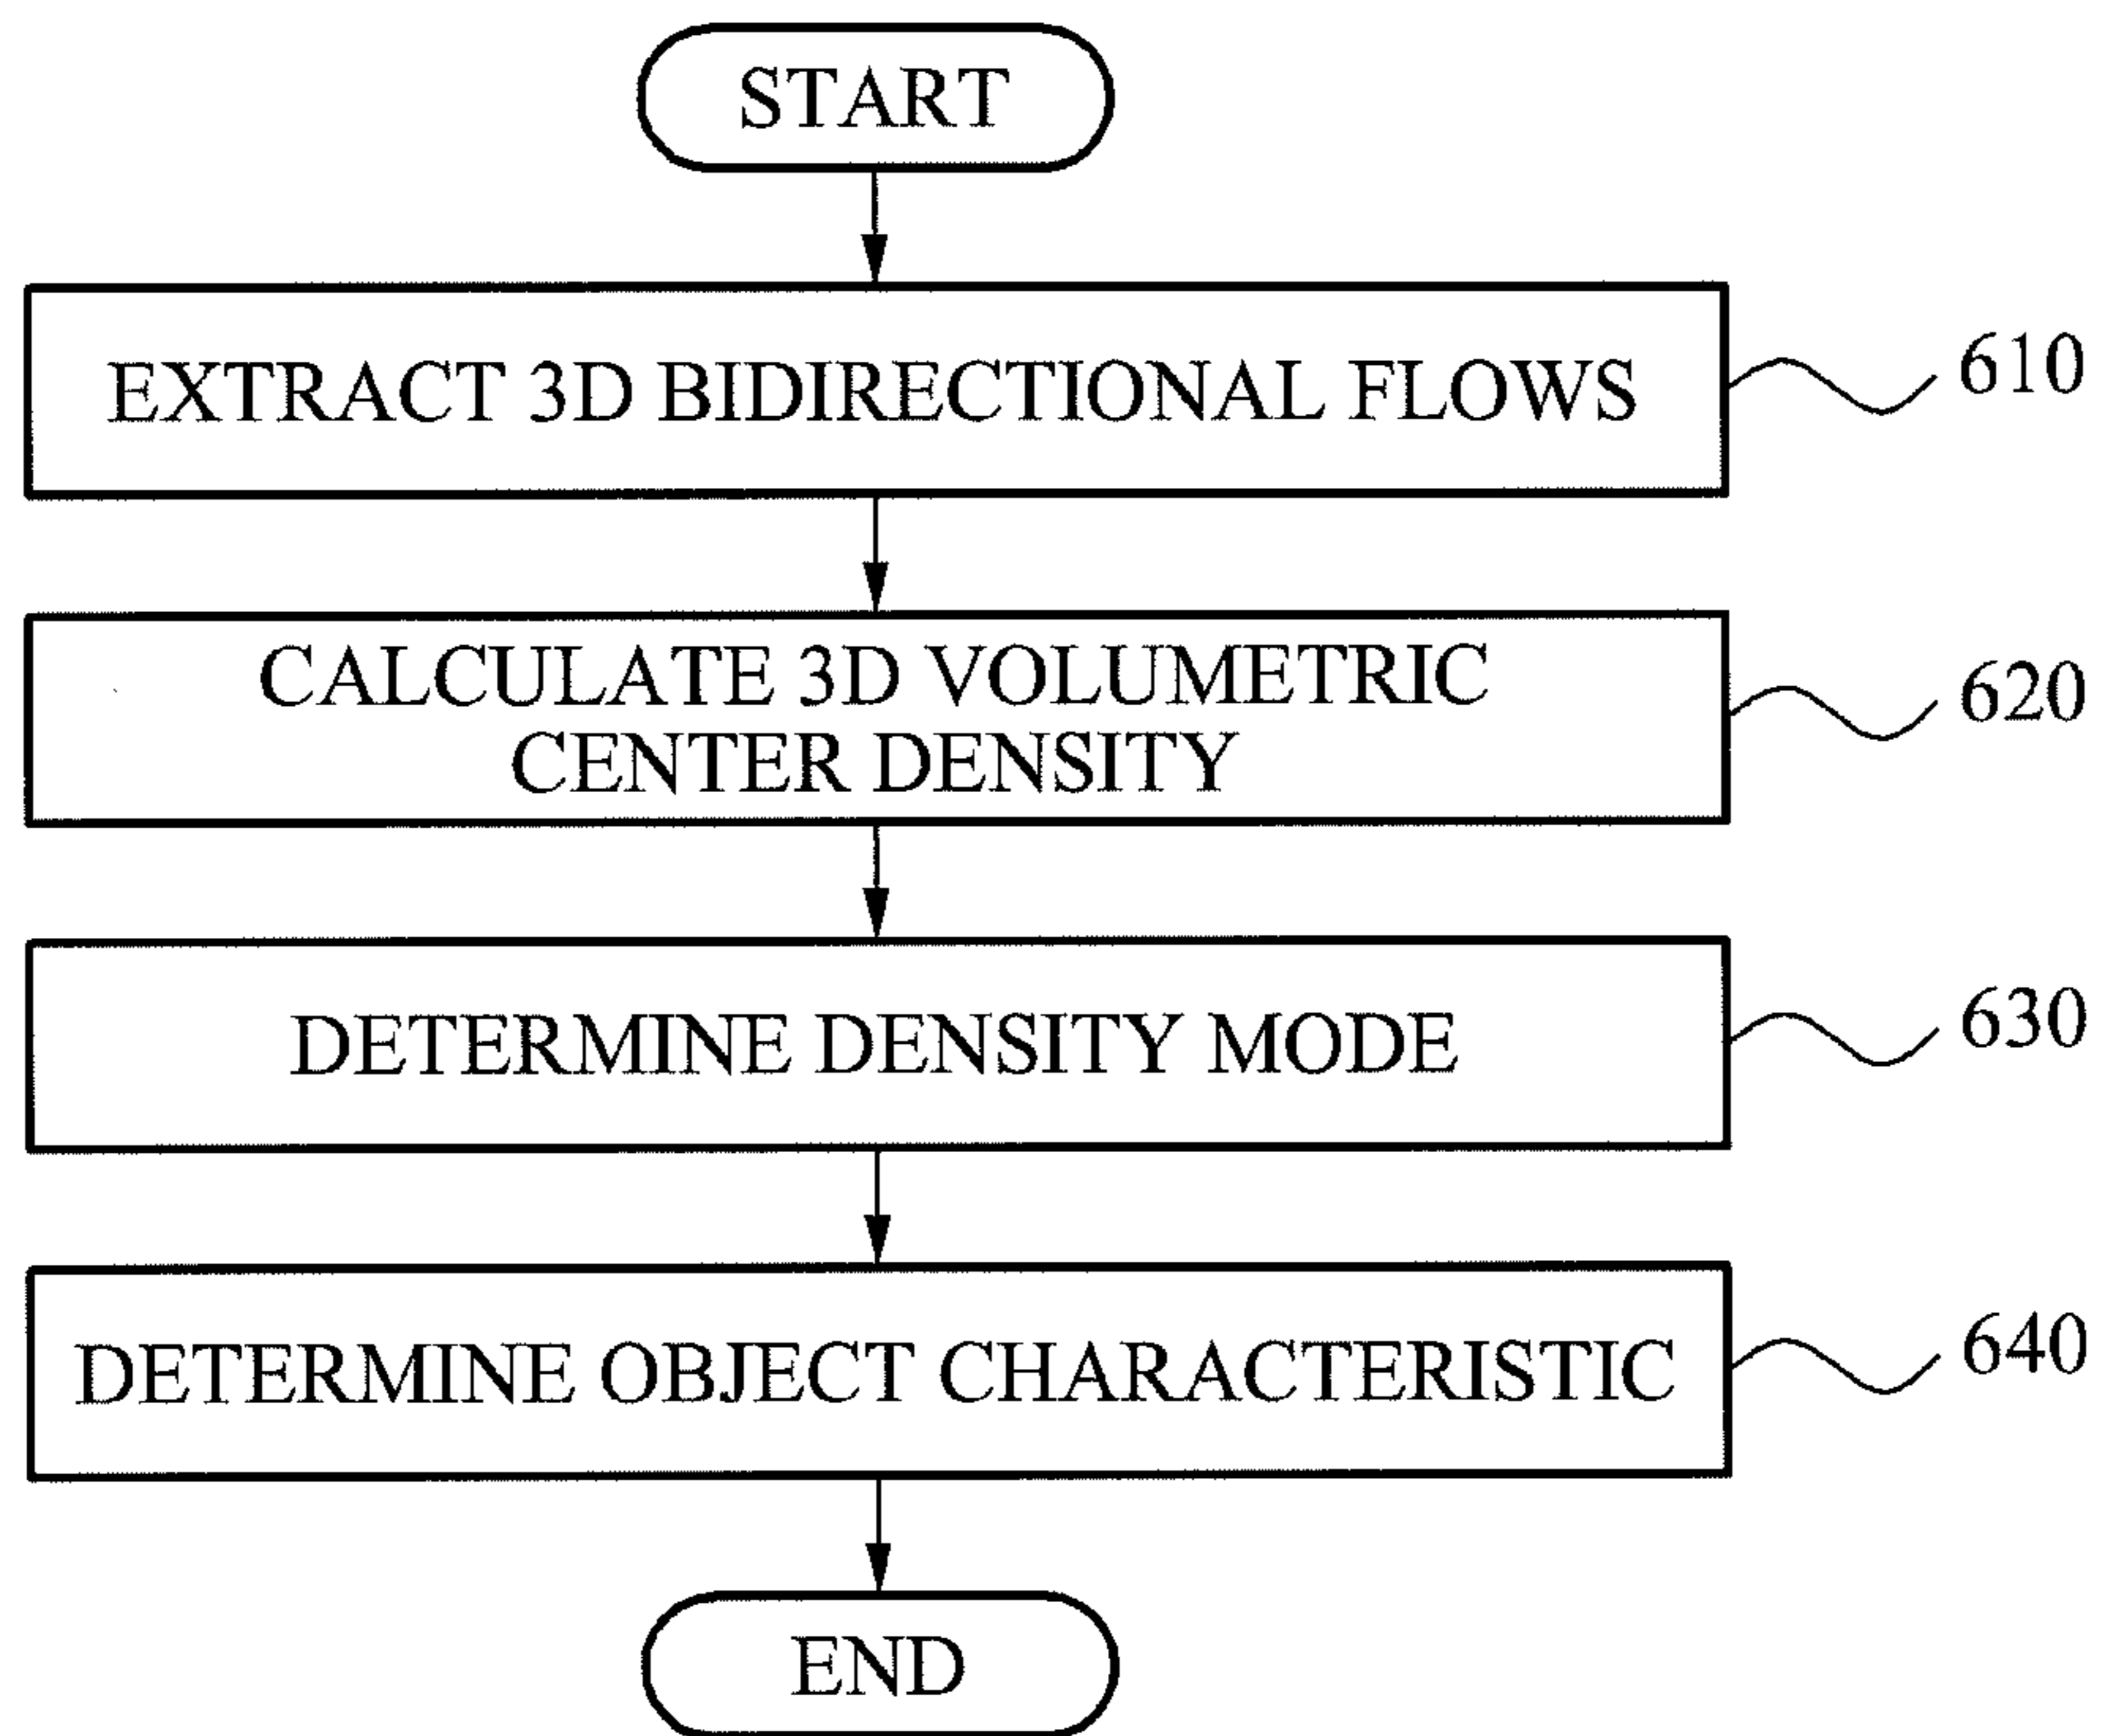 START
EXTRACT 3D BIDIRECTIONAL FLOWS
610
CALCULATE 3D VOLUMETRIC
CENTER DENSITY
620
DETERMINE DENSITY MODE
630
DETERMINE OBJECT CHARACTERISTIC
640
END